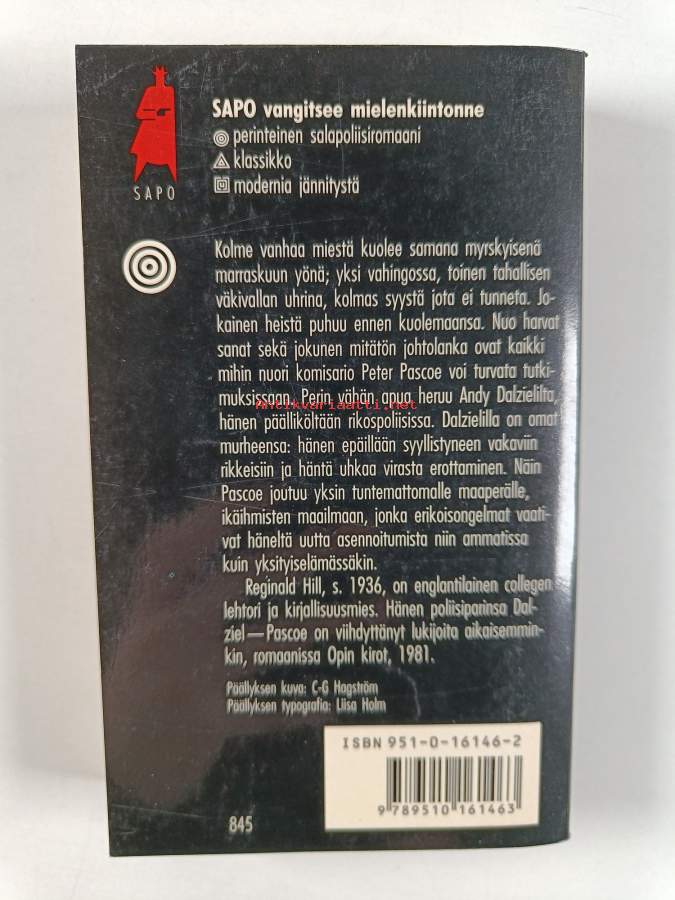 SAPO vangitsee mielenkiintonne
perinteinen salapoliisiromaani
klassikko
modernia jännitystä
SAPO
Kolme vanhaa miestä kuolee samana myrskyisenä
marraskuun yönä; yksi vahingossa, toinen tahallisen
väkivallan uhrina, kolmas syystä jota ei tunneta. Jo-
kainen heistä puhuu ennen kuolemaansa. Nuo harvat
sanat sekä jokunen mitätön johtolanka ovat kaikki
mihin nuori komisario Peter Pascoe voi turvata tutki-
muksissaan. Perin vähän apua heruu Andy Dalzielilta,
Antikvariaatti.net
hänen päälliköltään rikospoliisissa. Dalzielilla on omat
murheensa: hänen epäillään syyllistyneen vakaviin
rikkeisiin ja häntä uhkaa virasta erottaminen. Näin
Pascoe joutuu yksin tuntemattomalle maaperälle,
ikäihmisten maailmaan, jonka erikoisongelmat vaati-
vat häneltä uutta asennoitumista niin ammatissa
kuin yksityiselämässäkin.
Reginald Hill, s. 1936, on englantilainen collegen
lehtori ja kirjallisuusmies. Hänen poliisiparinsa Dal-
ziel—Pascoe on viihdyttänyt lukijoita aikaisemmin-
kin, romaanissa Opin kirot, 1981.
Päällyksen kuva: C-G Hagström
Päällyksen typografia: Liisa Holm
ISBN 951-0-16146-2
9 789510 161463
845